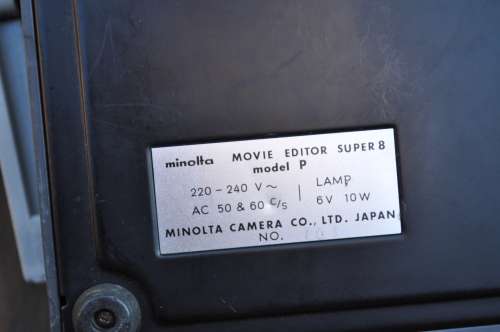 minolta MOVIE EDITOR SUPER 8
model P
220-240 V~
AC 50 & 60 c/s
LAMP
6V 10W
MINOLTA CAMERA CO., LTD. JAPAN
NO.